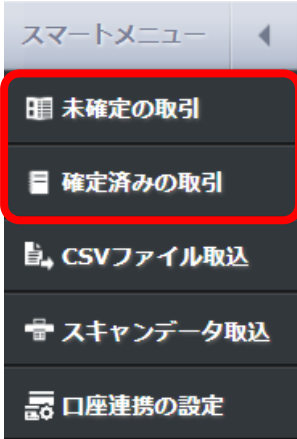 スマートメニュー
未確定の取引
確定済みの取引
CSVファイル取込
スキャンデータ取込
口座連携の設定